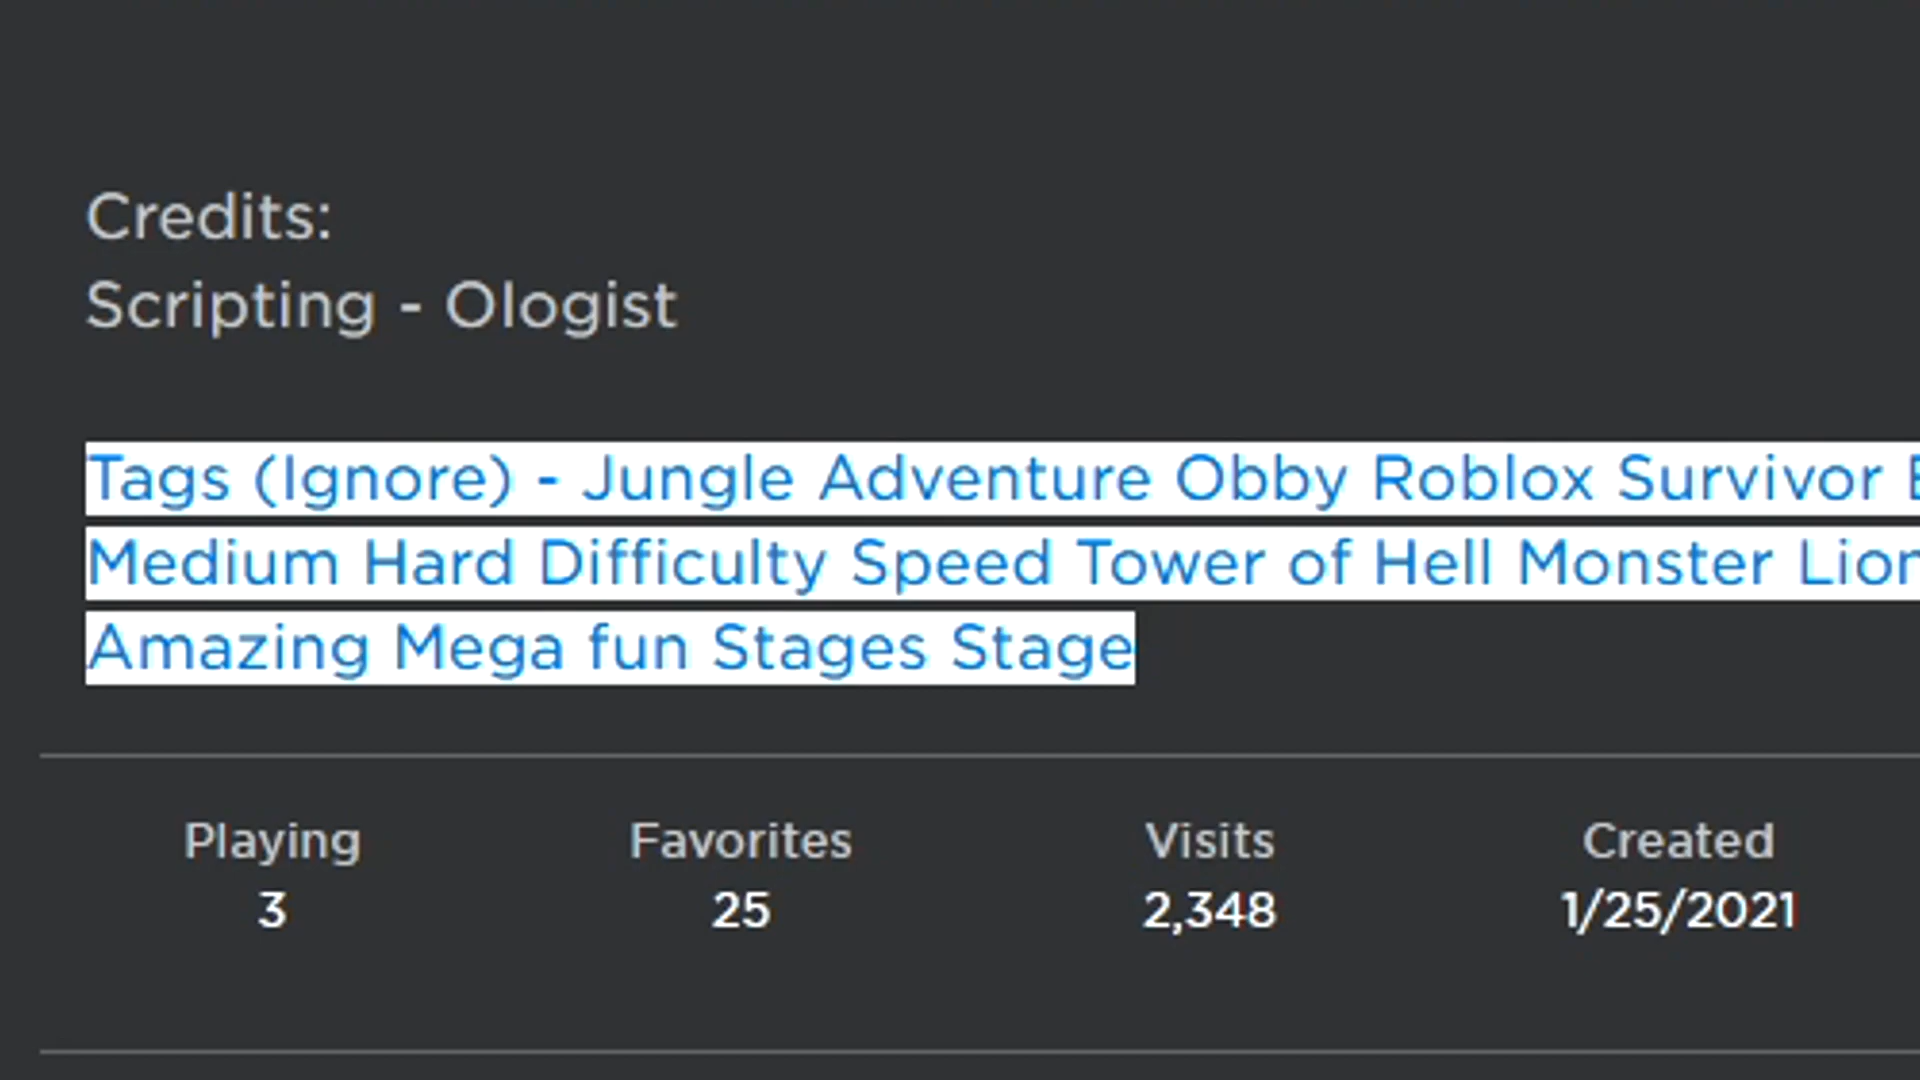 Credits:
Scripting - Ologist
Tags (Ignore) - Jungle Adventure Obby Roblox Survivor
Medium Hard Difficulty Speed Tower of Hell Monster Lion
Amazing Mega fun Stages Stage
Playing Favorites Visits Created
3 25 2,348 1/25/2021